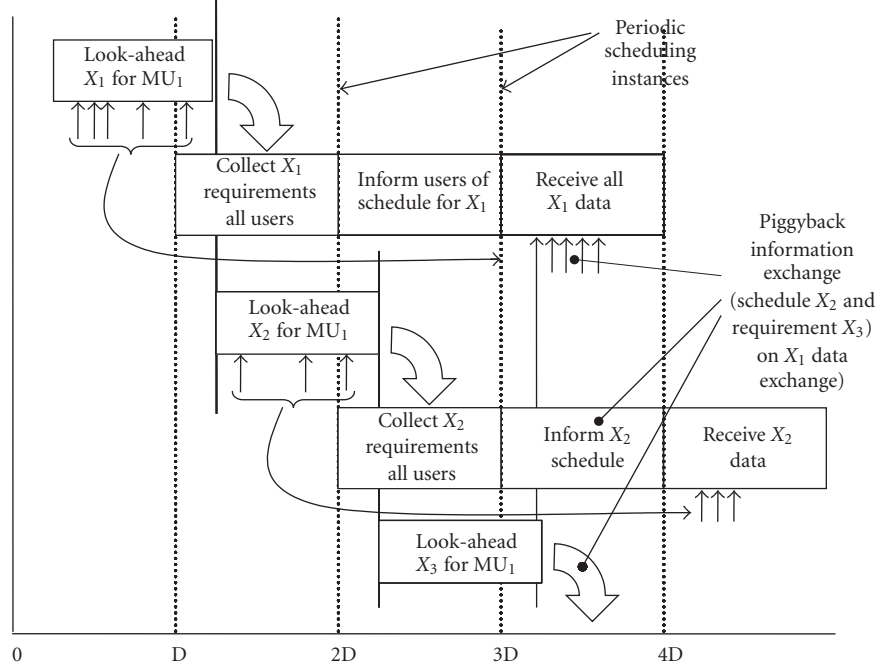 Look-ahead
X₁ for MU₁
Periodic
scheduling
instances
Collect X₁
requirements
all users
Inform users of
schedule for X₁
Receive all
X₁ data
Piggyback
information
exchange
(schedule X₂ and
requirement X₃)
on X₁ data
exchange)
Look-ahead
X₂ for MU₁
Collect X₂
requirements
all users
Inform X₂
schedule
Receive X₂
data
Look-ahead
X₃ for MU₁
0 D 2D 3D 4D